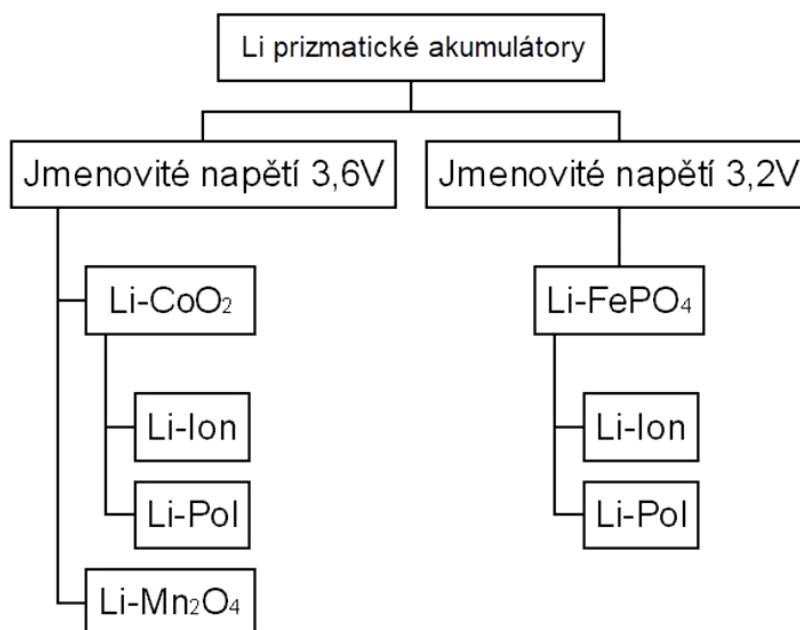 Li prizmatické akumulátory
Jmenovité napětí 3,6V
Jmenovité napětí 3,2V
Li-CoO₂
Li-FePO₄
Li-Ion
Li-Ion
Li-Pol
Li-Pol
Li-Mn₂O₄